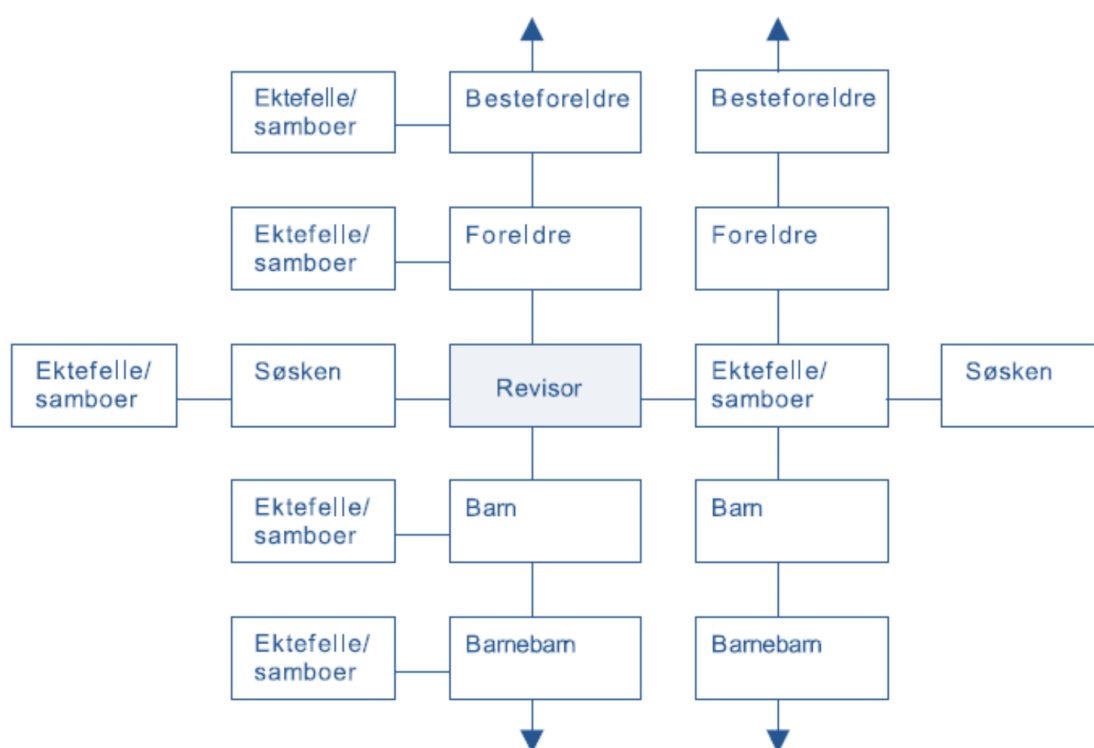 Ektefelle/
samboer
Besteforeldre
Besteforeldre
Ektefelle/
samboer
Foreldre
Foreldre
Ektefelle/
samboer
Søsken
Revisor
Ektefelle/
samboer
Søsken
Ektefelle/
samboer
Barn
Barn
Ektefelle/
samboer
Barnebarn
Barnebarn